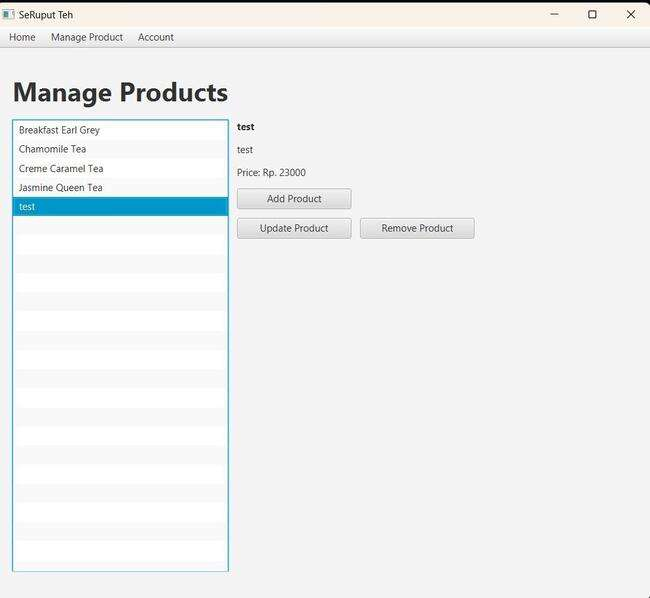 SeRuput Teh
Home Manage Product Account
Manage Products
Breakfast Earl Grey
Chamomile Tea
Creme Caramel Tea
Jasmine Queen Tea
test
test
test
Price: Rp. 23000
Add Product
Update Product Remove Product